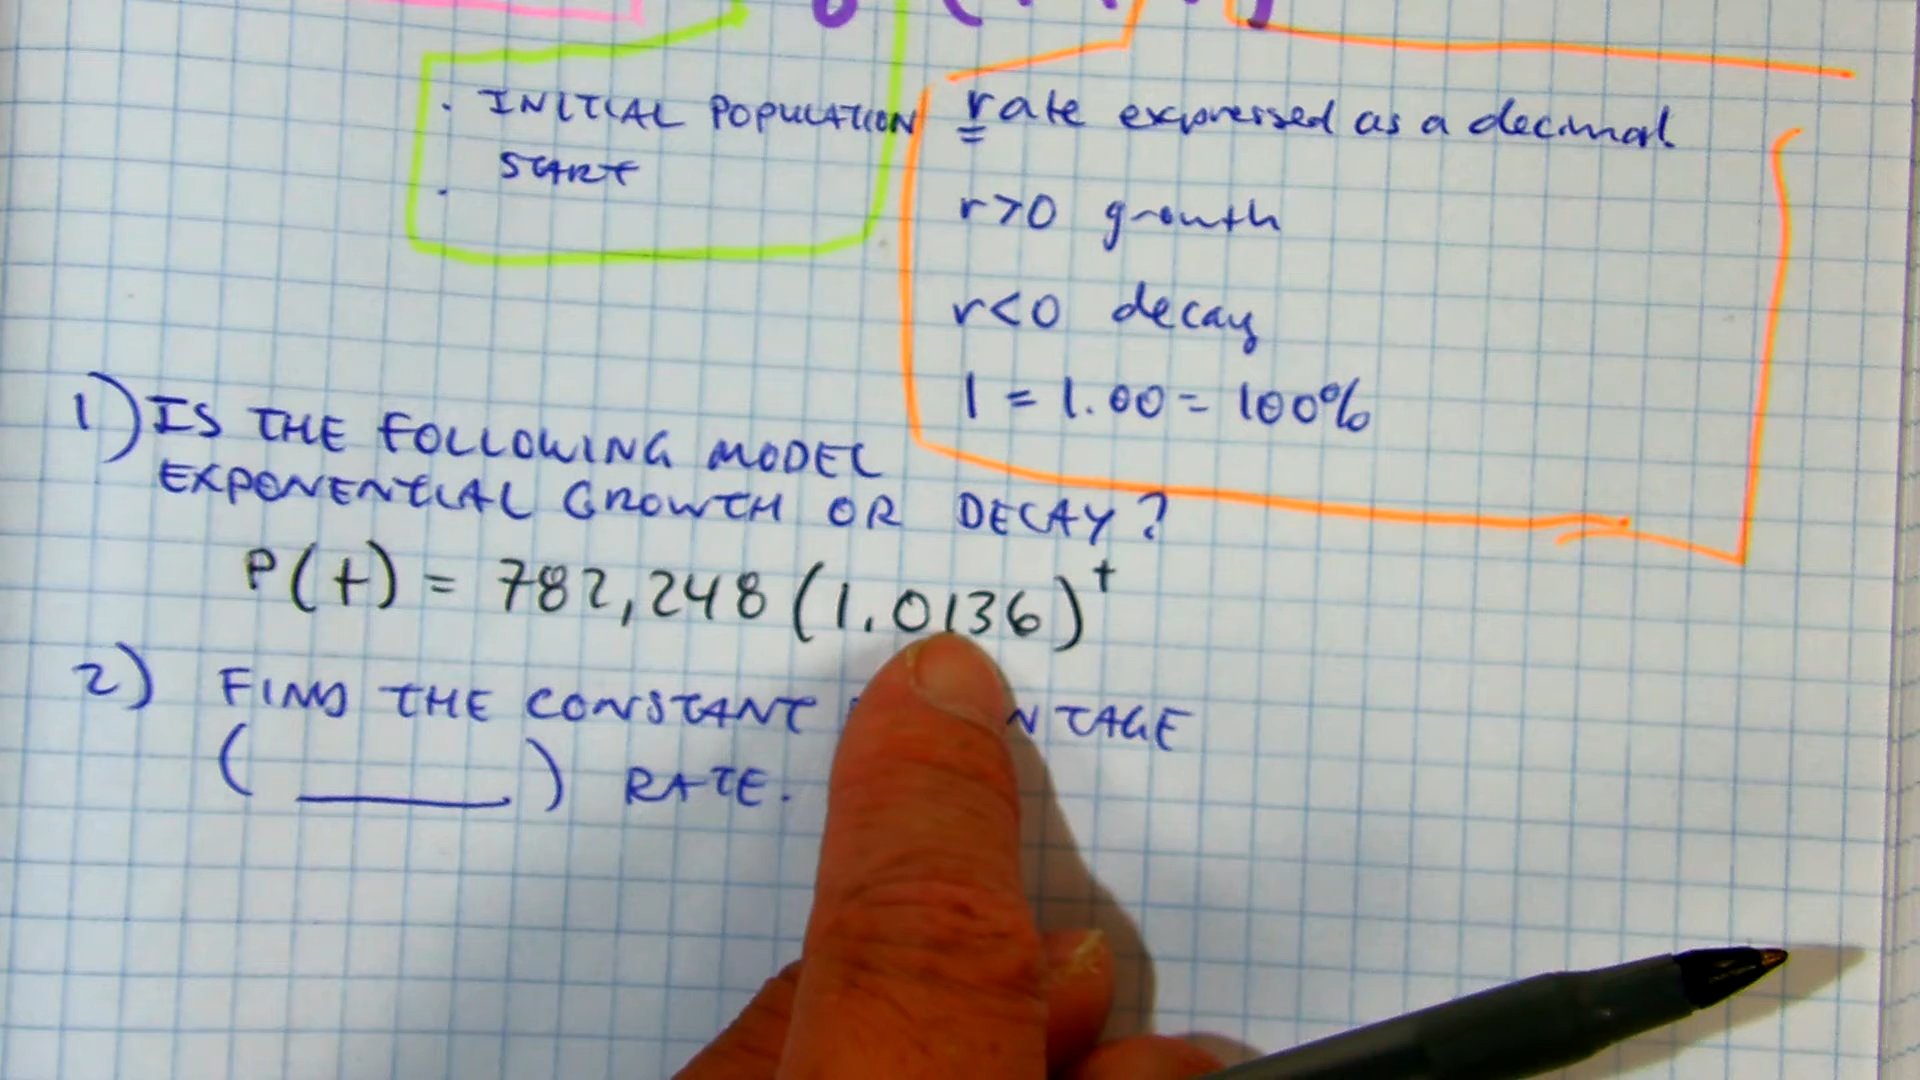 · INITIAL POPULATION
· START
rate expressed as a decimal
r>0 growth
r<0 decay
1 = 1.00 = 100%
1) IS THE FOLLOWING MODEL
EXPONENTIAL GROWTH OR DECAY?
P(t) = 782,248 (1.0136)^t
2) FIND THE CONSTANT NTAGE
( ______ ) RATE.